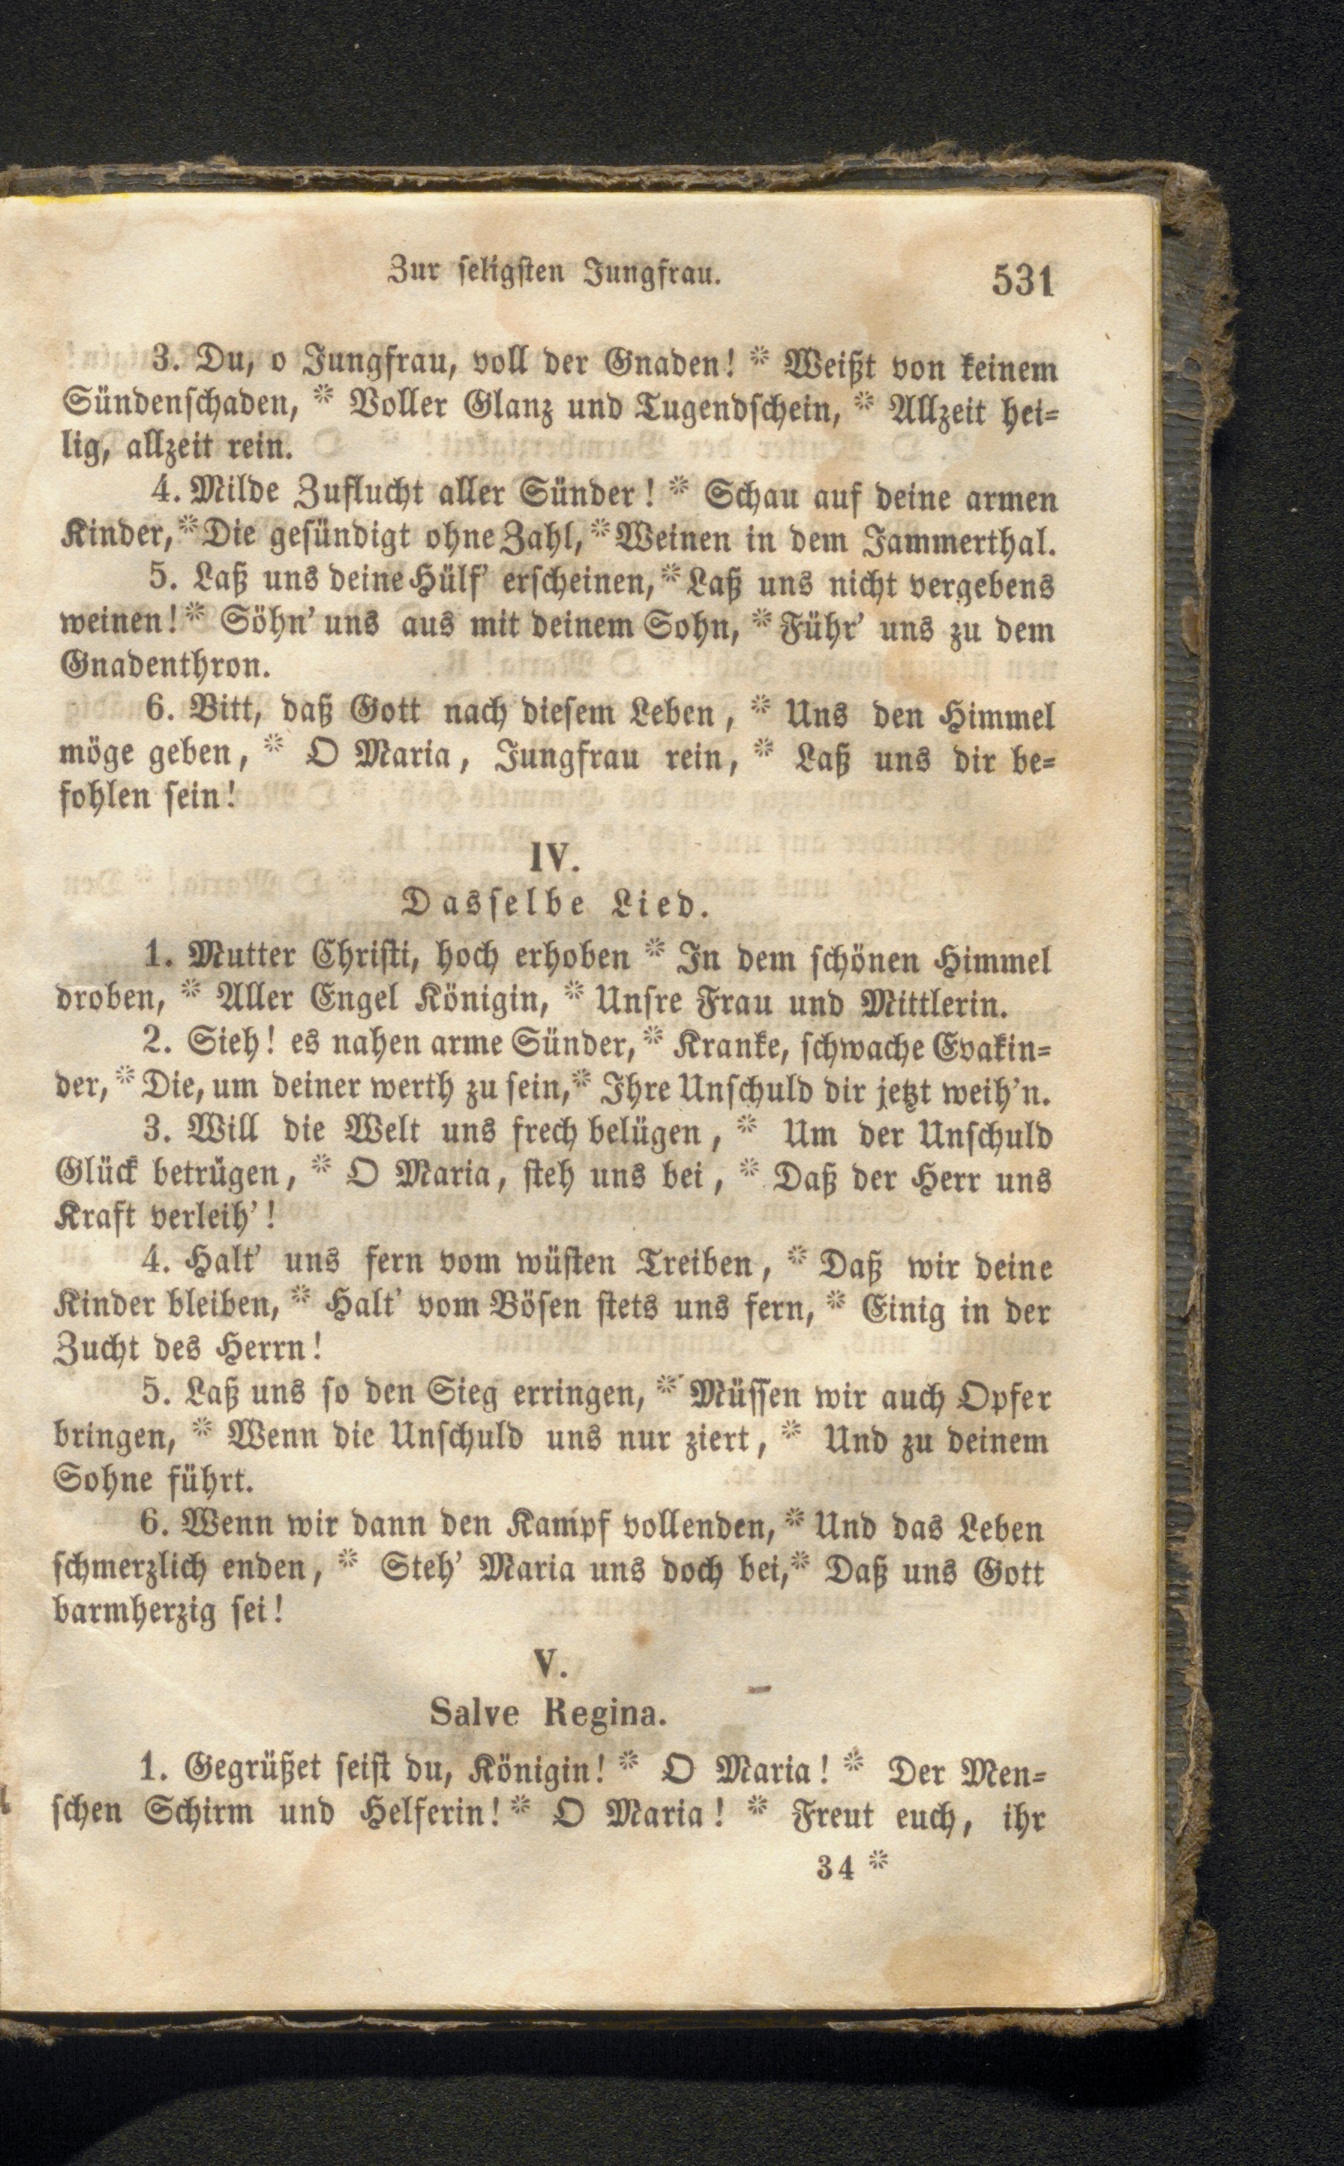 Zur seligsten Jungfrau. 531
3. Du, o Jungfrau, voll der Gnaden! * Weißt von keinem
Sündenschaden, * Voller Glanz und Tugendschein, * Allzeit hei-
lig, allzeit rein.
4. Milde Zuflucht aller Sünder! * Schau auf deine armen
Kinder, * Die gesündigt ohne Zahl, * Weinen in dem Jammerthal.
5. Laß uns deine Hülf' erscheinen, * Laß uns nicht vergebens
weinen! * Söhn' uns aus mit deinem Sohn, * Führ' uns zu dem
Gnadenthron.
6. Bitt, daß Gott nach diesem Leben, * Uns den Himmel
möge geben, * O Maria, Jungfrau rein, * Laß uns dir be-
fohlen sein!
IV.
Dasselbe Lied.
1. Mutter Christi, hoch erhoben * In dem schönen Himmel
droben, * Aller Engel Königin, * Unsre Frau und Mittlerin.
2. Sieh! es nahen arme Sünder, * Kranke, schwache Evakin-
der, * Die, um deiner werth zu sein, * Ihre Unschuld dir jetzt weih'n.
3. Will die Welt uns frech belügen, * Um der Unschuld
Glück betrügen, * O Maria, steh uns bei, * Daß der Herr uns
Kraft verleih'!
4. Halt' uns fern vom wüsten Treiben, * Daß wir deine
Kinder bleiben, * Halt' vom Bösen stets uns fern, * Einig in der
Zucht des Herrn!
5. Laß uns so den Sieg erringen, * Müssen wir auch Opfer
bringen, * Wenn die Unschuld uns nur ziert, * Und zu deinem
Sohne führt.
6. Wenn wir dann den Kampf vollenden, * Und das Leben
schmerzlich enden, * Steh' Maria uns doch bei, * Daß uns Gott
barmherzig sei!
V.
Salve Regina.
1. Gegrüßet seist du, Königin! * O Maria! * Der Men-
schen Schirm und Helferin! * O Maria! * Freut euch, ihr
34 *